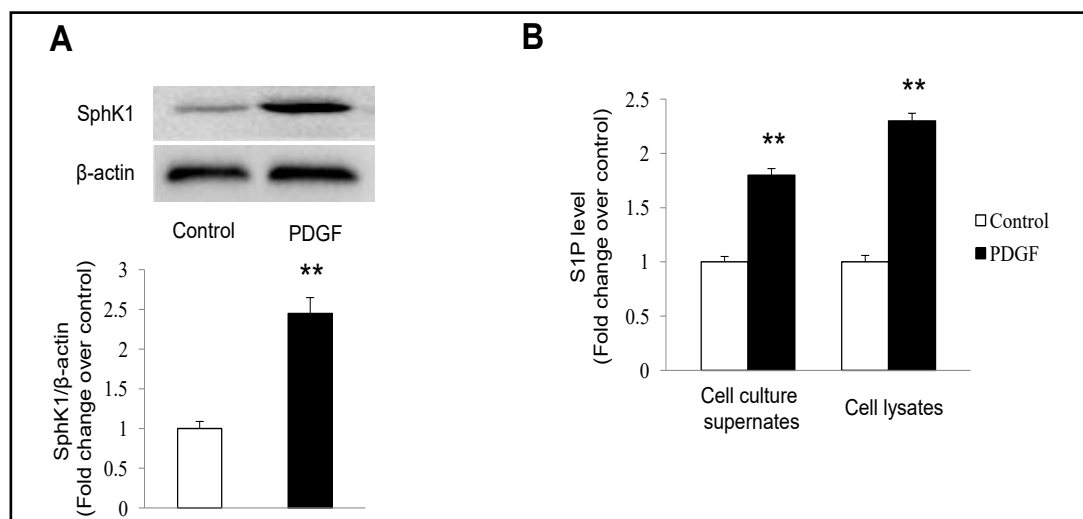 A
SphK1
β-actin
Control PDGF
SphK1/β-actin
(Fold change over control)
3
2.5
2
1.5
1
0.5
0
**
B
S1P level
(Fold change over control)
2.5
2
1.5
1
0.5
0
**
**
Cell culture
supernates
Cell lysates
Control
PDGF